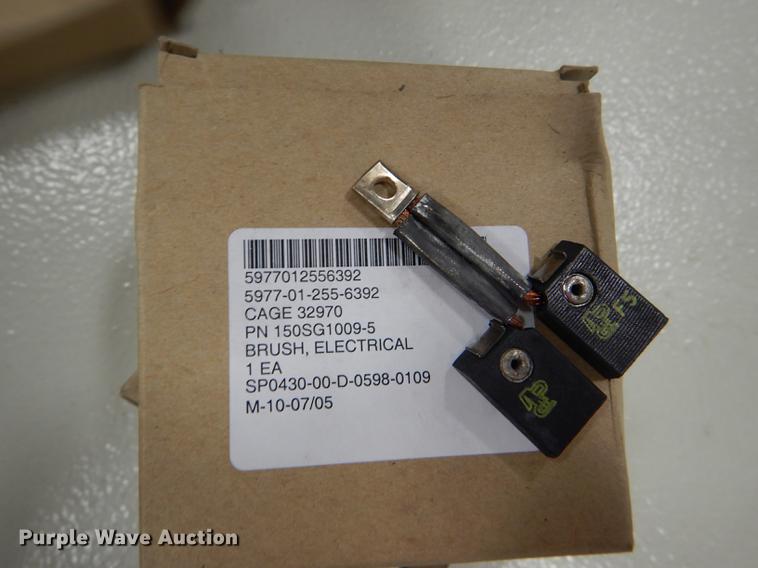 5977012556392
5977-01-255-6392
CAGE 32970
PN 150SG1009-5
BRUSH, ELECTRICAL
1 EA
SP0430-00-D-0598-0109
M-10-07/05
F5
Purple Wave Auction